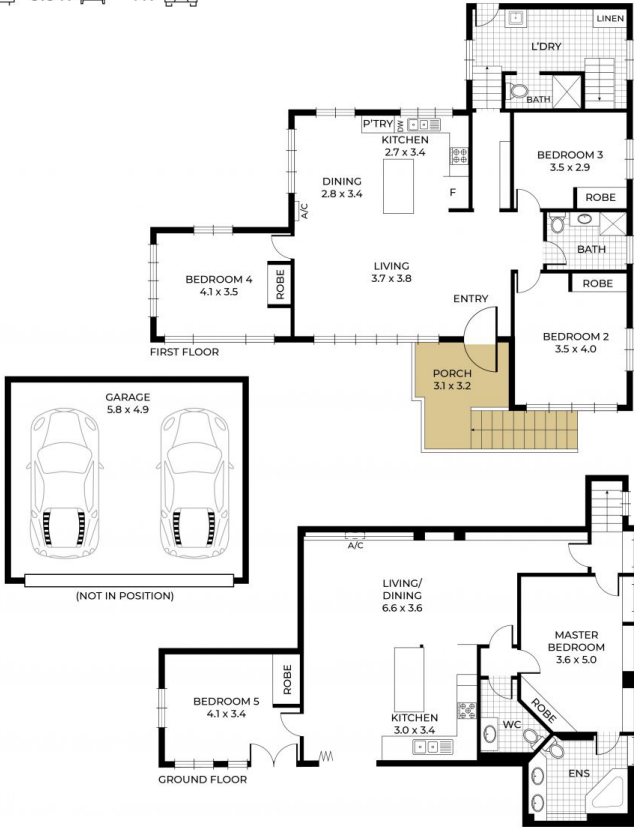 LINEN
L'DRY
BATH
P'TRY
DW
KITCHEN
2.7 x 3.4
BEDROOM 3
3.5 x 2.9
DINING
2.8 x 3.4
F
ROBE
A/C
BATH
BEDROOM 4
4.1 x 3.5
ROBE
LIVING
3.7 x 3.8
ROBE
ENTRY
BEDROOM 2
3.5 x 4.0
FIRST FLOOR
PORCH
3.1 x 3.2
GARAGE
5.8 x 4.9
(NOT IN POSITION)
A/C
LIVING/
DINING
6.6 x 3.6
MASTER
BEDROOM
3.6 x 5.0
BEDROOM 5
4.1 x 3.4
ROBE
ROBE
KITCHEN
3.0 x 3.4
WC
ENS
GROUND FLOOR